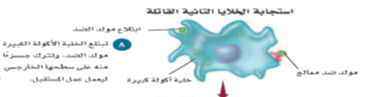 استجابة الخلايا التائية القاتلة
ابتلاع مولد الضد
A تبتلع الخلية الأكولة الكبيرة
مولد الضد، وتترك جزءًا
منه على سطحها الخارجي
ليعمل عمل المستقبل.
خلية أكولة كبيرة
مولد ضد معالج